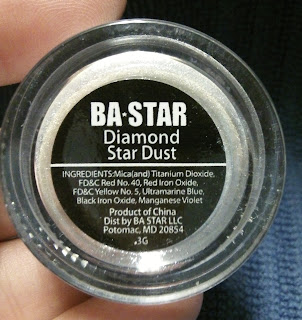 BA★STAR
Diamond
Star Dust
INGREDIENTS:Mica(and) Titanium Dioxide,
FD&C Red No. 40, Red Iron Oxide,
FD&C Yellow No. 5, Ultramarine Blue,
Black Iron Oxide, Manganese Violet
Product of China
Dist by BA STAR LLC
Potomac, MD 20854
.3G